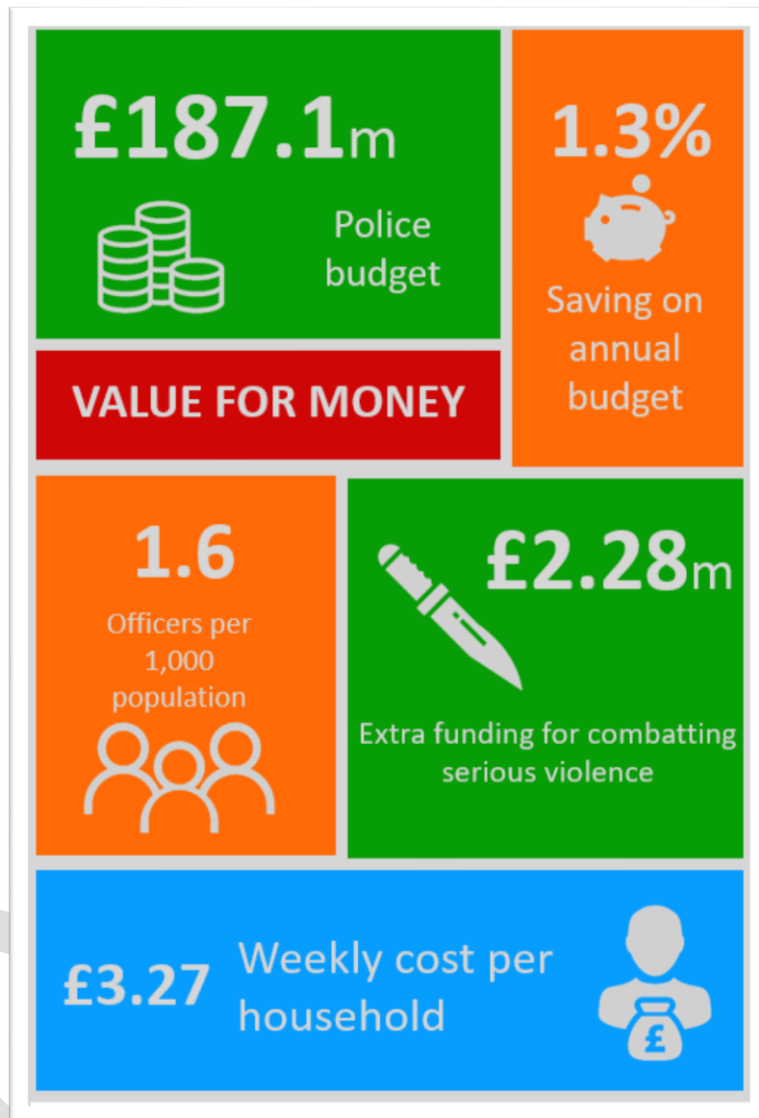 £187.1m
Police
budget
1.3%
Saving on
annual
budget
VALUE FOR MONEY
1.6
Officers per
1,000
population
£2.28m
Extra funding for combatting
serious violence
£3.27
Weekly cost per
household
£